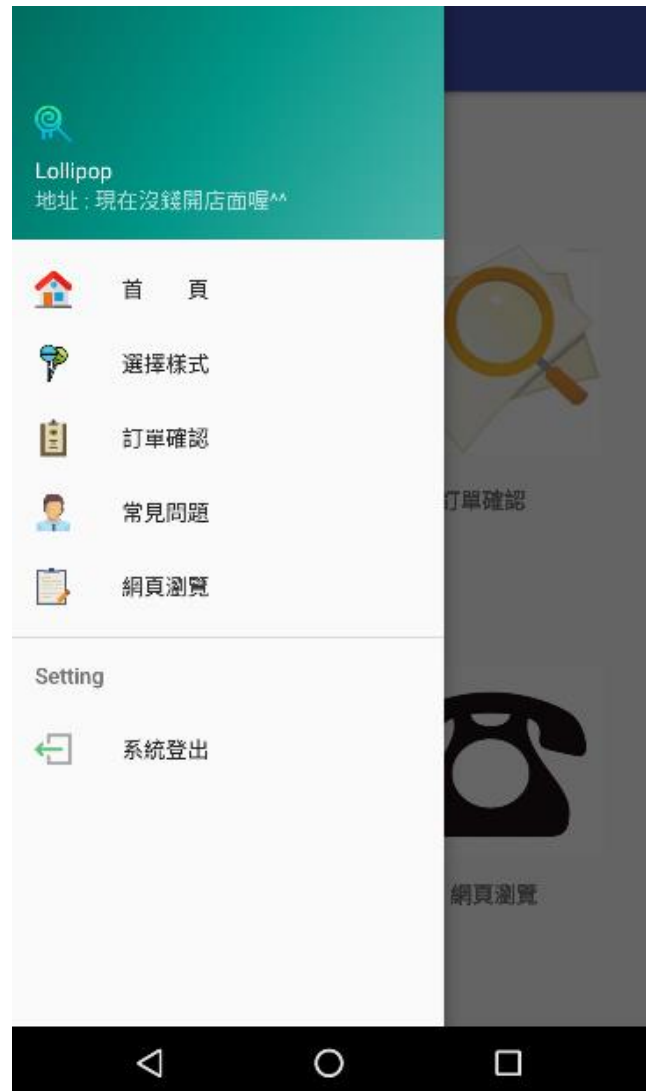 Lollipop
地址 : 現在沒錢開店面喔^^
首 頁
選擇樣式
訂單確認
常見問題
網頁瀏覽
Setting
系統登出
訂單確認
網頁瀏覽